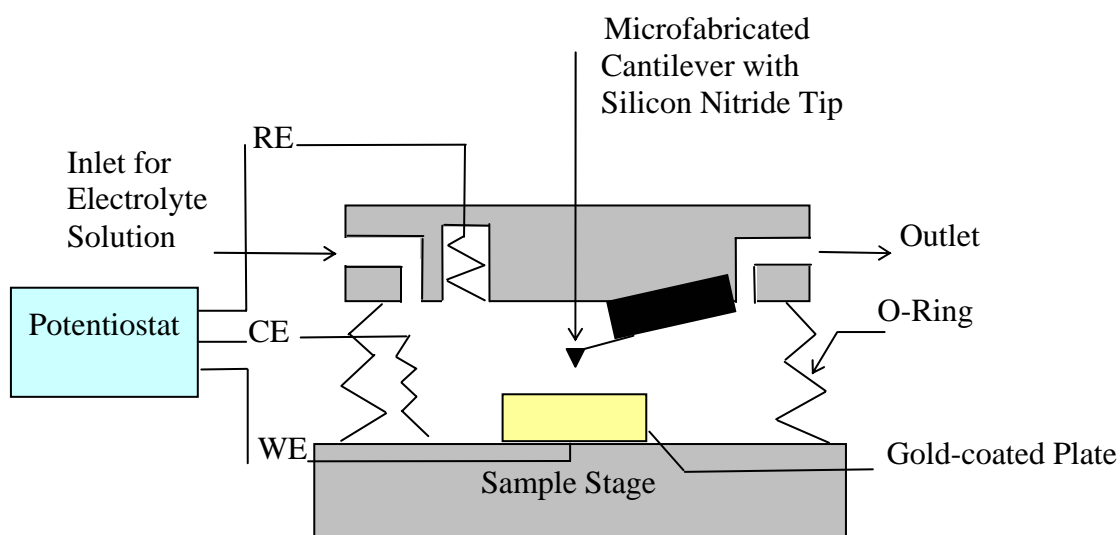 Microfabricated
Cantilever with
Silicon Nitride Tip
RE
Inlet for
Electrolyte
Solution
Outlet
Potentiostat
CE
O-Ring
WE
Gold-coated Plate
Sample Stage